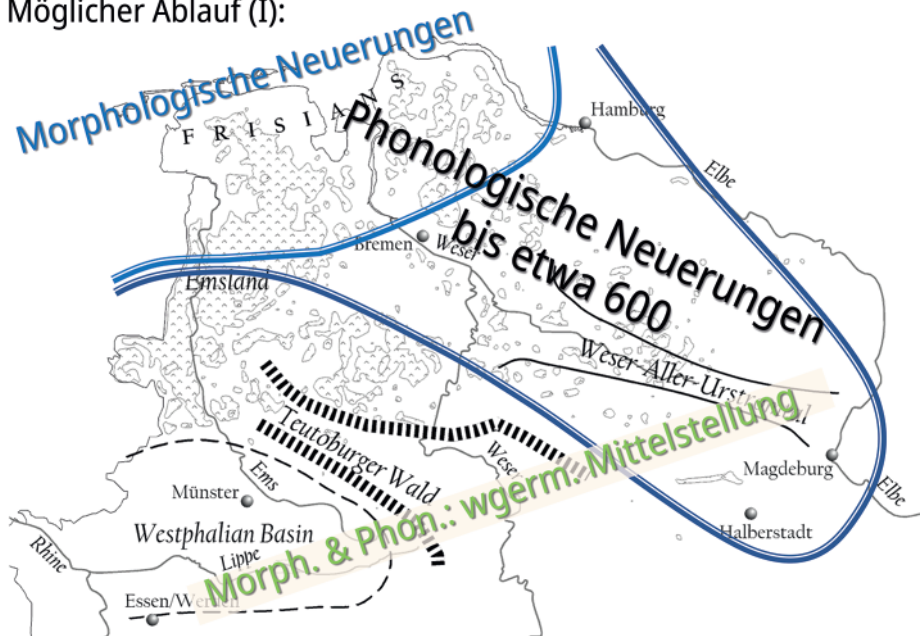 Möglicher Ablauf (I):
Morphologische Neuerungen
FRISIANS
Hamburg
Phonologische Neuerungen
bis etwa 600
Elbe
Bremen
Weser
Emsland
Weser-Aller-Urstromtal
Teutoburger Wald
Weser
Morph. & Phon.: wgerm. Mittelstellung
Magdeburg
Elbe
Ems
Münster
Halberstadt
Westphalian Basin
Rhine
Lippe
Essen/Werden